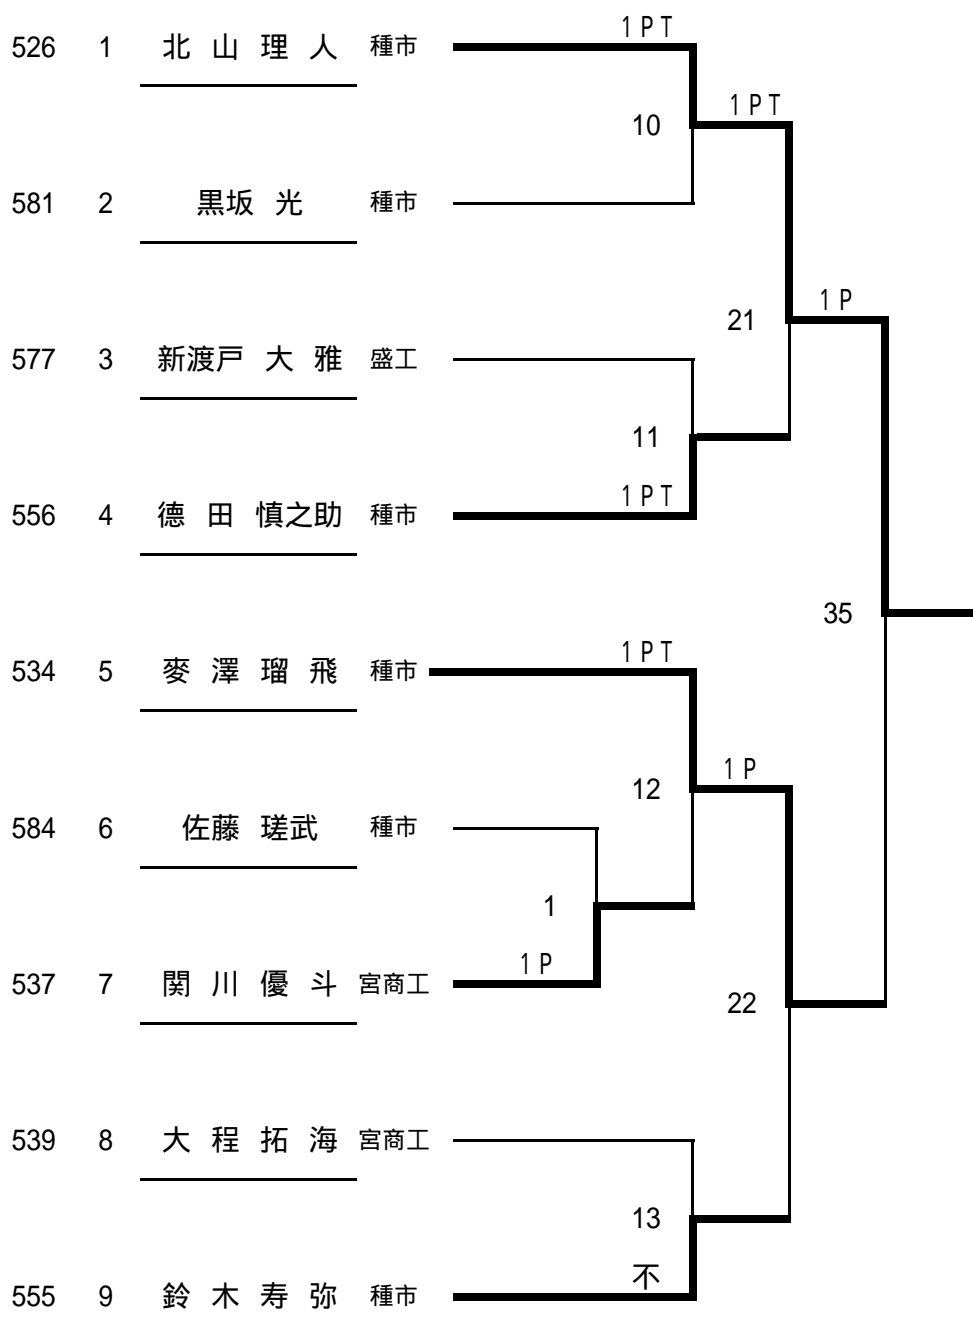 1PT
526 1 北山理人 種市
1PT
10
581 2 黒坂 光 種市
1P
21
577 3 新渡戸 大雅 盛工
11
1PT
556 4 德田 慎之助 種市
35
1PT
534 5 麥澤瑠飛 種市
1P
12
584 6 佐藤 瑳武 種市
1
1P
537 7 関川優斗 宮商工
22
539 8 大程拓海 宮商工
13
不
555 9 鈴木寿弥 種市